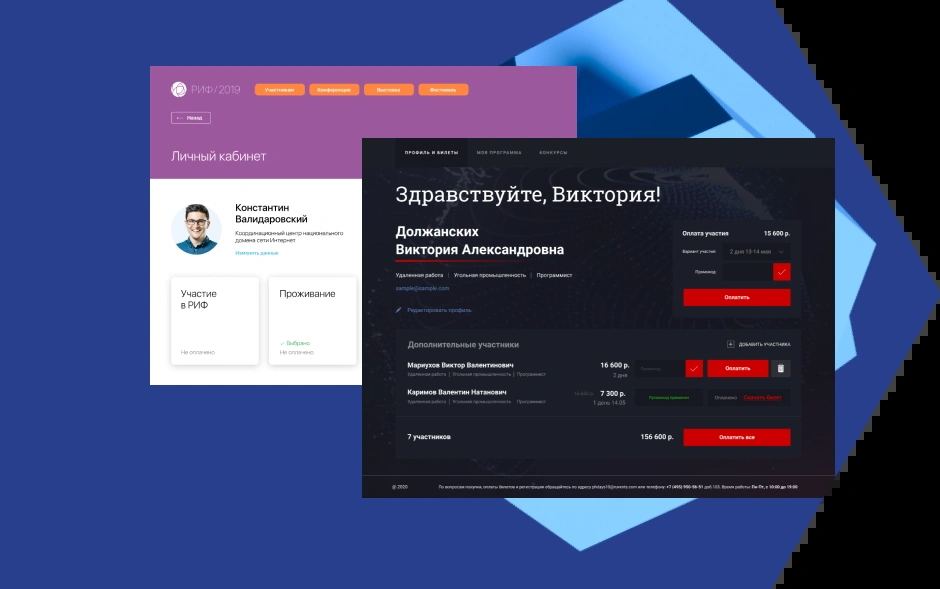 РИФ/2019
Участникам
Конференция
Выставка
Фестиваль
Назад
Личный кабинет
Константин
Валидаровский
Координационный центр национального
домена сети Интернет
Изменить данные
Участие
в РИФ
Не оплачено
Проживание
Выбрано
Не оплачено
ПРОФИЛЬ И БИЛЕТЫ
МОЯ ПРОГРАММА
КОНКУРСЫ
Здравствуйте, Виктория!
Должанских
Виктория Александровна
Удаленная работа | Угольная промышленность | Программист
sample@sample.com
Редактировать профиль
Оплата участия 15 600 р.
Вариант участия 2 дня 13-14 мая
Промокод
Оплатить
Дополнительные участники
ДОБАВИТЬ УЧАСТНИКА
Мариухов Виктор Валентинович
Удаленная работа | Угольная промышленность | Программист
16 600 р.
2 дня
Промокод
Оплатить
Каримов Валентин Натанович
Удаленная работа | Угольная промышленность Программист
7 300 р.
1 день 14.05
Промокод применен
Оплачено Скачать билет
7 участников 156 600 р. Оплатить все
@ 2020
По вопросам покупки, оплаты билетов и регистрации обращайтесь по адресу или телефону: +7 (495) доб.103. Время работы: Пн-Пт, с 10:00 до 19:00